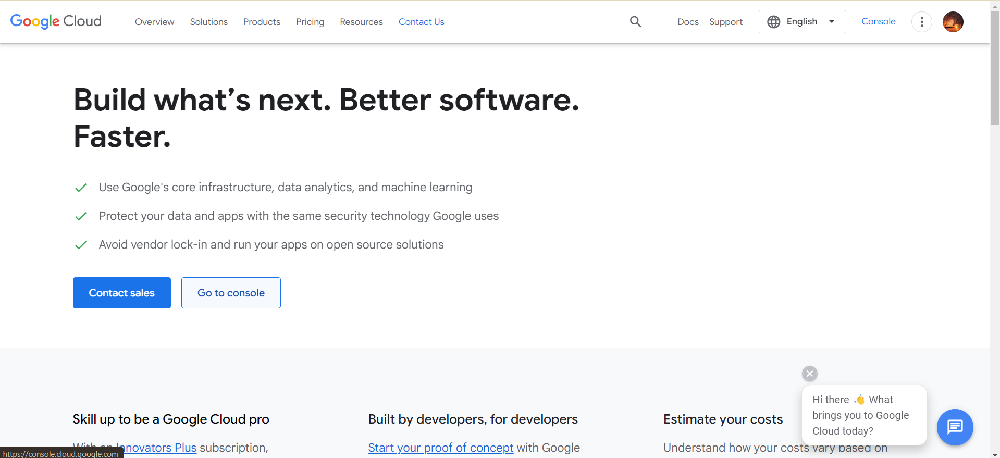 Google Cloud
Overview
Solutions
Products
Pricing
Resources
Contact Us
Docs
Support
English
Console
Build what’s next. Better software.
Faster.
Use Google's core infrastructure, data analytics, and machine learning
Protect your data and apps with the same security technology Google uses
Avoid vendor lock-in and run your apps on open source solutions
Contact sales
Go to console
Skill up to be a Google Cloud pro
With an Innovators Plus subscription,
Built by developers, for developers
Start your proof of concept with Google
Estimate your costs
Understand how your costs vary based on
Hi there 👋 What
brings you to Google
Cloud today?
https://console.cloud.google.com